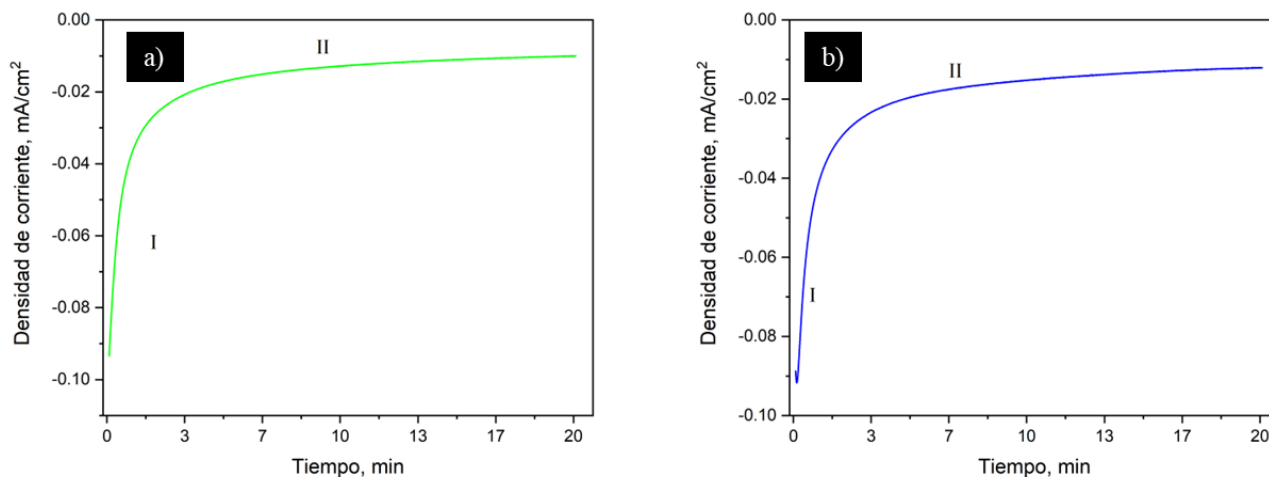 a)
II
I
0.00
-0.02
-0.04
-0.06
-0.08
-0.10
Densidad de corriente, mA/cm²
0 3 7 10 13 17 20
Tiempo, min
b)
II
I
0.00
-0.02
-0.04
-0.06
-0.08
-0.10
Densidad de corriente, mA/cm²
0 3 7 10 13 17 20
Tiempo, min